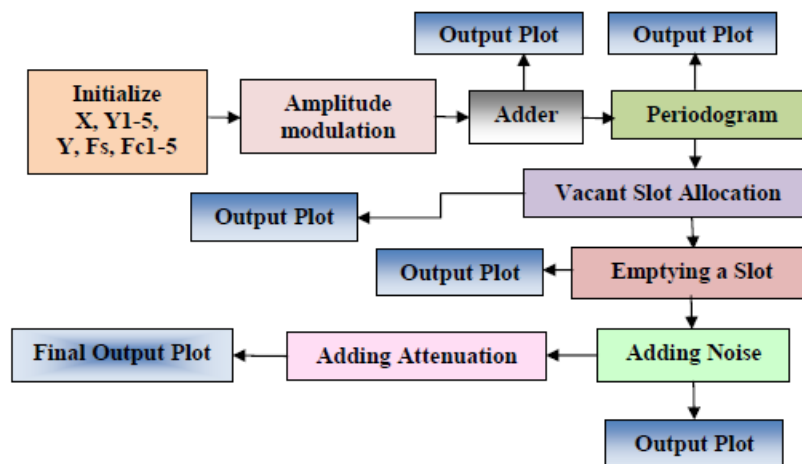 Output Plot
Output Plot
Initialize
X, Y1-5,
Y, Fs, Fc1-5
Amplitude
modulation
Adder
Periodogram
Output Plot
Vacant Slot Allocation
Output Plot
Emptying a Slot
Final Output Plot
Adding Attenuation
Adding Noise
Output Plot